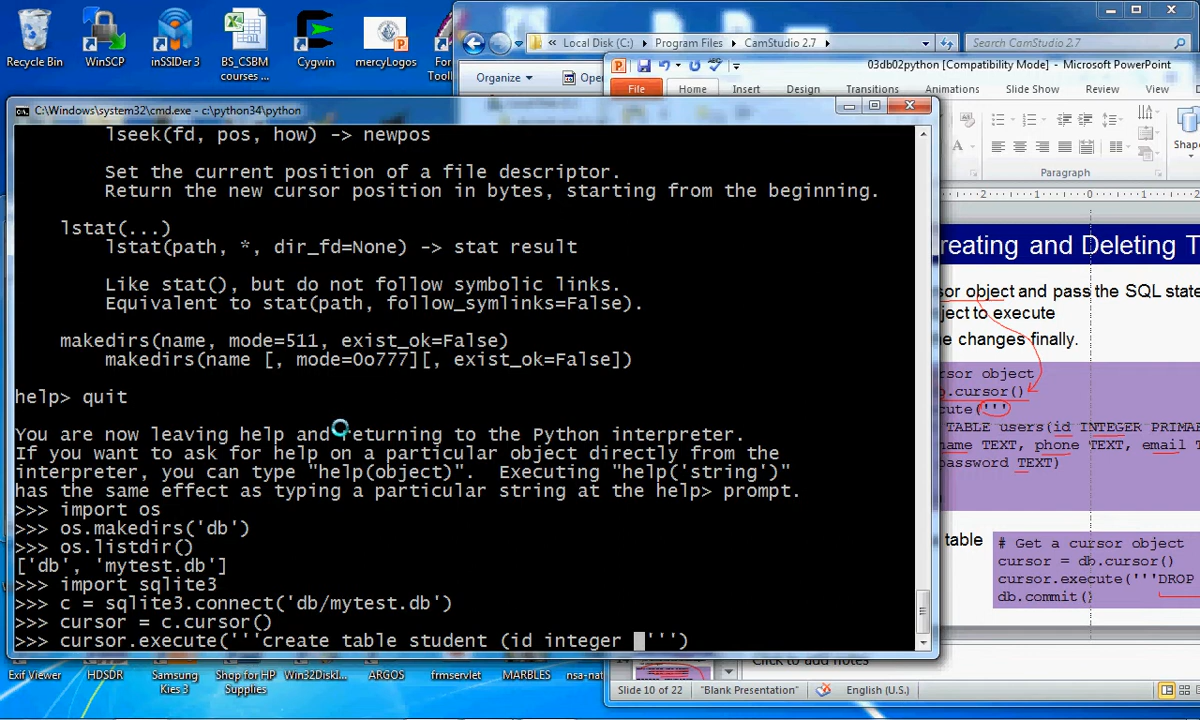 Local Disk (C:) Program Files CamStudio 2.7 Search CamStudio 2.7
Organize
03db02python [Compatibility Mode] - Microsoft PowerPoint
File Home Insert Design Transitions Animations Slide Show Review View
Paragraph
Recycle Bin
WinSCP
inSSIDer 3
BS_CSBM
courses ...
Cygwin
mercyLogos
C:\Windows\system32\cmd.exe - c:\python34\python
lseek(fd, pos, how) -> newpos
Set the current position of a file descriptor.
Return the new cursor position in bytes, starting from the beginning.
lstat(...)
lstat(path, *, dir_fd=None) -> stat result
Like stat(), but do not follow symbolic links.
Equivalent to stat(path, follow_symlinks=False).
makedirs(name, mode=511, exist_ok=False)
makedirs(name [, mode=0o777][, exist_ok=False])
help> quit
You are now leaving help and returning to the Python interpreter.
If you want to ask for help on a particular object directly from the
interpreter, you can type "help(object)".  Executing "help('string')"
has the same effect as typing a particular string at the help> prompt.
>>> import os
>>> os.makedirs('db')
>>> os.listdir()
['db', 'mytest.db']
>>> import sqlite3
>>> c = sqlite3.connect('db/mytest.db')
>>> cursor = c.cursor()
>>> cursor.execute('''create table student (id integer ''')
reating and Deleting T
sor object and pass the SQL state
ject to execute
e changes finally.
rsor object
b.cursor()
cute('''
TABLE users(id INTEGER PRIMAR
name TEXT, phone TEXT, email T
password TEXT)
table
# Get a cursor object
cursor = db.cursor()
cursor.execute('''DROP
db.commit()
Exif Viewer
HDSDR
Samsung
Kies 3
Shop for HP
Supplies
Win32DiskI...
ARGOS
frmservlet
MARBLES
nsa-nat
Click to add notes
Slide 10 of 22 "Blank Presentation" English (U.S.)